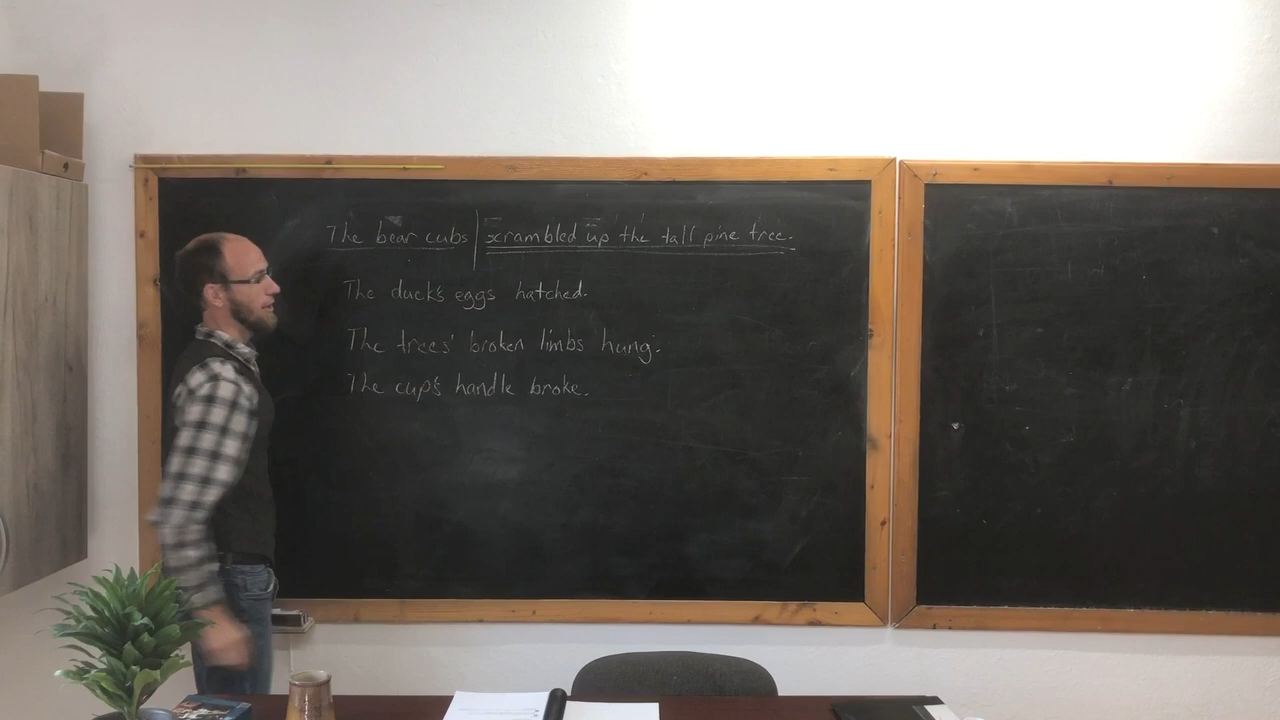 The bear cubs | scrambled up the tall pine tree.
The duck's eggs hatched.
The trees' broken limbs hung.
The cup's handle broke.